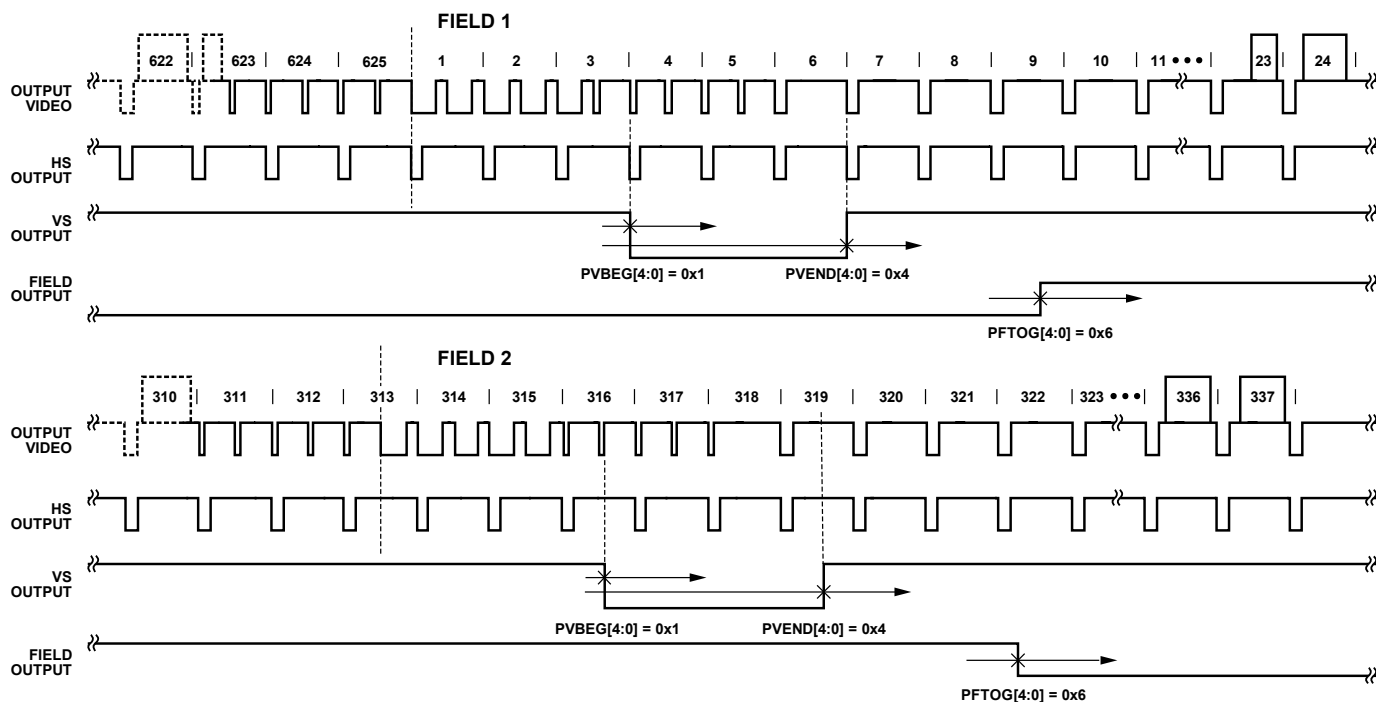 FIELD 1
622 623 624 625 1 2 3 4 5 6 7 8 9 10 11 ••• 23 24
OUTPUT
VIDEO
HS
OUTPUT
VS
OUTPUT
PVBEG[4:0] = 0x1 PVEND[4:0] = 0x4
FIELD
OUTPUT
PFTOG[4:0] = 0x6
FIELD 2
310 311 312 313 314 315 316 317 318 319 320 321 322 323 ••• 336 337
OUTPUT
VIDEO
HS
OUTPUT
VS
OUTPUT
PVBEG[4:0] = 0x1 PVEND[4:0] = 0x4
FIELD
OUTPUT
PFTOG[4:0] = 0x6